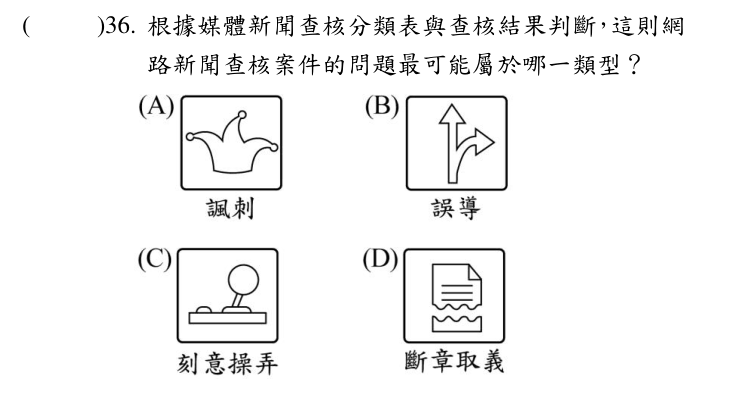 (　　)36. 根據媒體新聞查核分類表與查核結果判斷，這則網
路新聞查核案件的問題最可能屬於哪一類型？
(A)
(B)
諷刺
誤導
(C)
(D)
刻意操弄
斷章取義